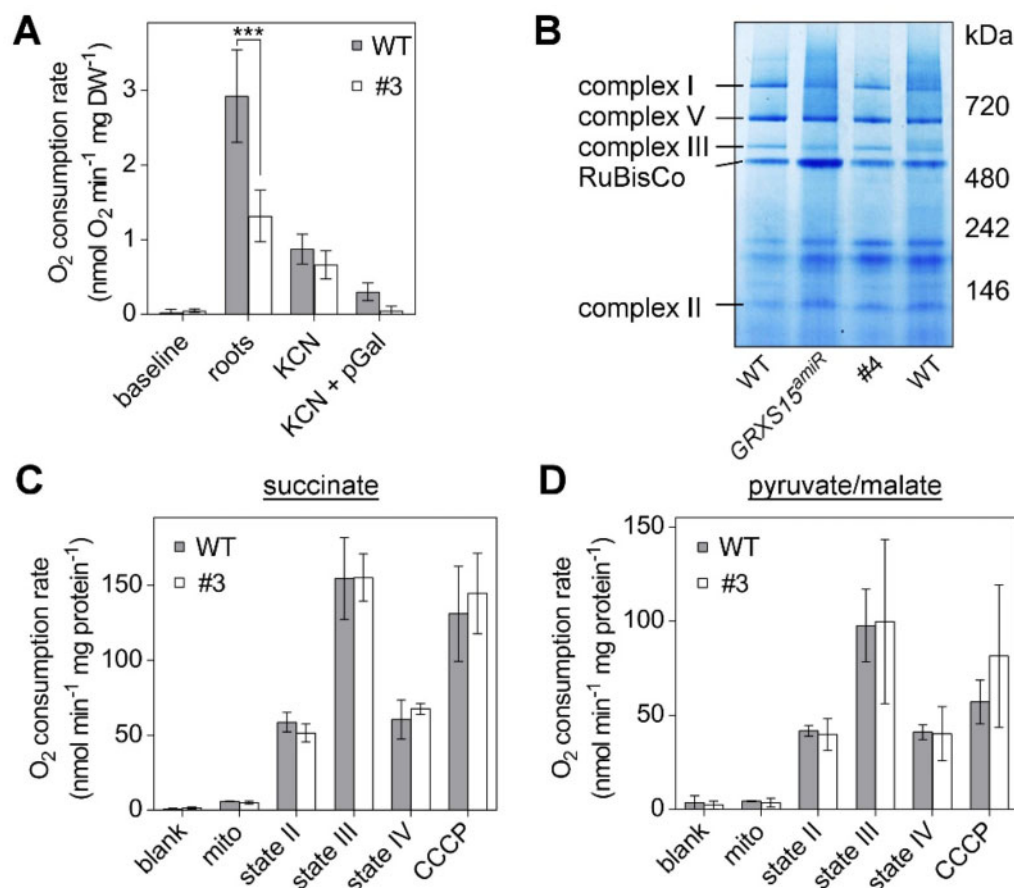 A
O₂ consumption rate
(nmol O₂ min⁻¹ mg DW⁻¹)
3
2
1
0
***
WT
#3
baseline
roots
KCN
KCN + pGal
B
kDa
complex I
complex V
complex III
RuBisCo
complex II
720
480
242
146
WT
GRXS15ᵃᵐⁱᴿ
#4
WT
C
succinate
O₂ consumption rate
(nmol min⁻¹ mg protein⁻¹)
150
100
50
0
WT
#3
blank
mito
state II
state III
state IV
CCCP
D
pyruvate/malate
O₂ consumption rate
(nmol min⁻¹ mg protein⁻¹)
150
100
50
0
WT
#3
blank
mito
state II
state III
state IV
CCCP